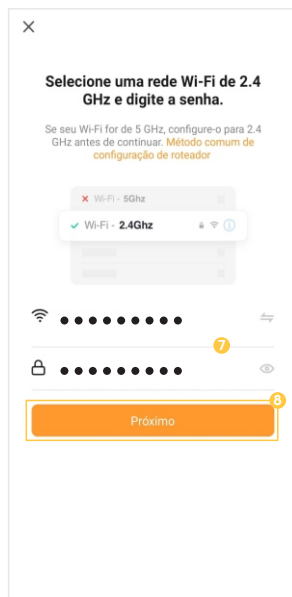 Selecione uma rede Wi-Fi de 2.4
GHz e digite a senha.
Se seu Wi-Fi for de 5 GHz, configure-o para 2.4
GHz antes de continuar. Método comum de
configuração de roteador
Wi-Fi - 5Ghz
Wi-Fi - 2.4Ghz
7
8
Próximo